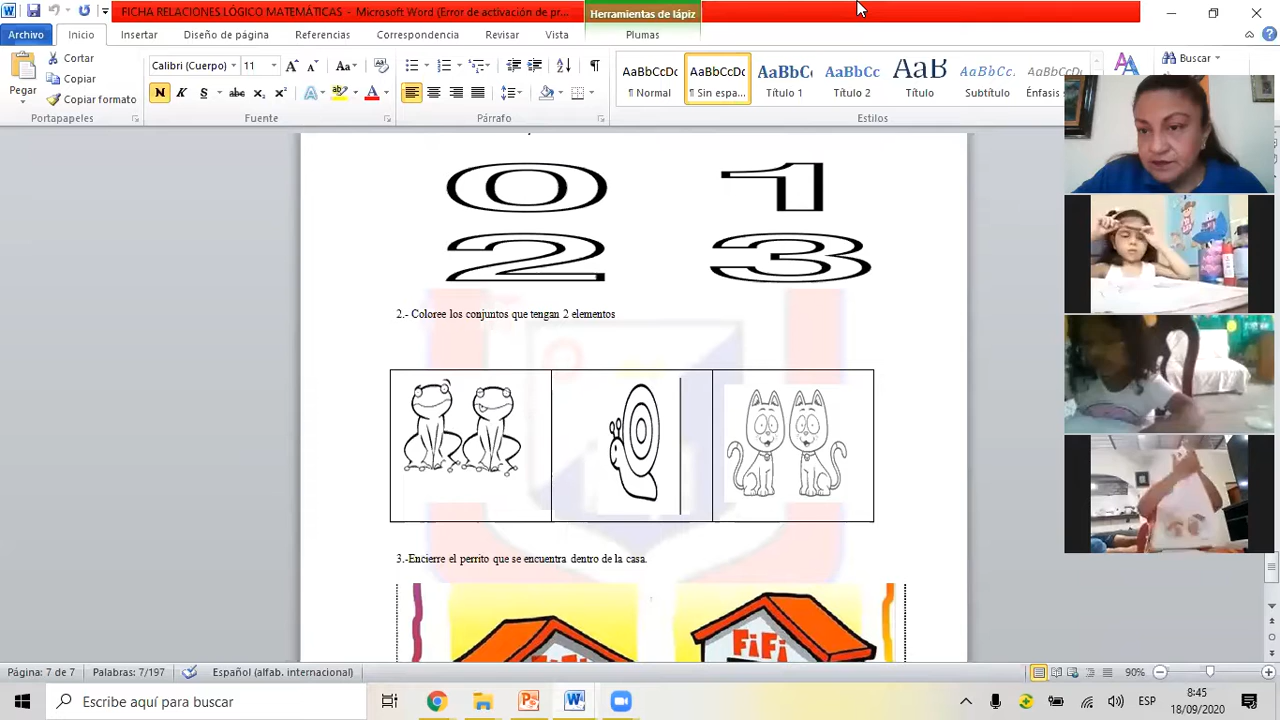 FICHA RELACIONES LÓGICO MATEMÁTICAS - Microsoft Word (Error de activación de pr...
Herramientas de lápiz
Archivo Inicio Insertar Diseño de página Referencias Correspondencia Revisar Vista Plumas
Cortar
Copiar
Copiar formato
Pegar
Portapapeles
Calibri (Cuerpo) 11
N K S abc x₂ x²
Fuente
Párrafo
AaBbCcDc AaBbCcDc AaBbC AaBbCc AaB AaBbCc AaBbCcDc
¶ Normal ¶ Sin espa... Título 1 Título 2 Título Subtítulo Énfasis
Estilos
Buscar
0 1
2 3
2.- Coloree los conjuntos que tengan 2 elementos
3.-Encierre el perrito que se encuentra dentro de la casa.
FiFi
Página: 7 de 7 Palabras: 7/197 Español (alfab. internacional) 90%
Escribe aquí para buscar
ESP
8:45
18/09/2020